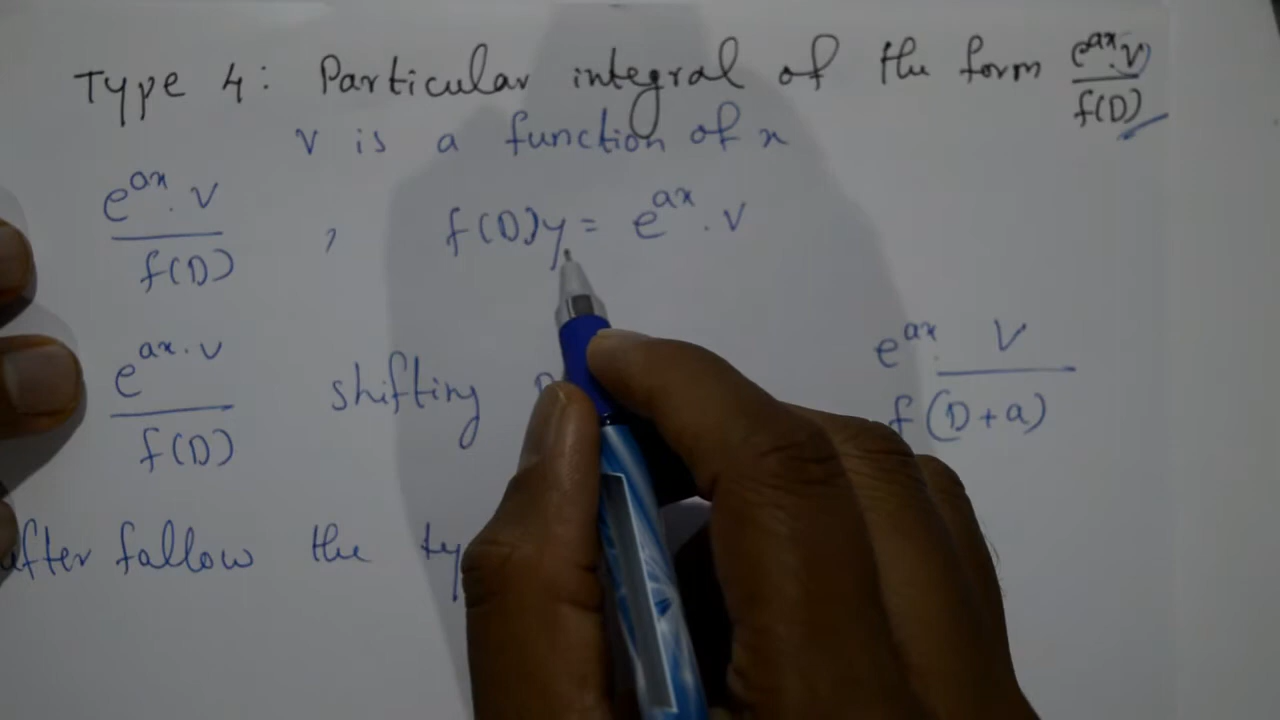 Type 4: Particular integral of the form e^{ax}.v / f(D)
v is a function of x
e^{ax}.v / f(D) , f(D)y = e^{ax}.v
e^{ax.v} / f(D) shifting e^{ax}. v / f(D+a)
after fallow the